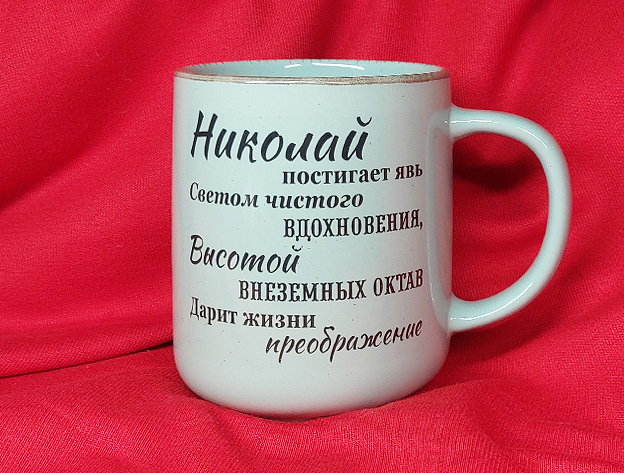 Николай
постигает явь
Светом чистого
вдохновения,
Высотой
внеземных октав
Дарит жизни
преображение